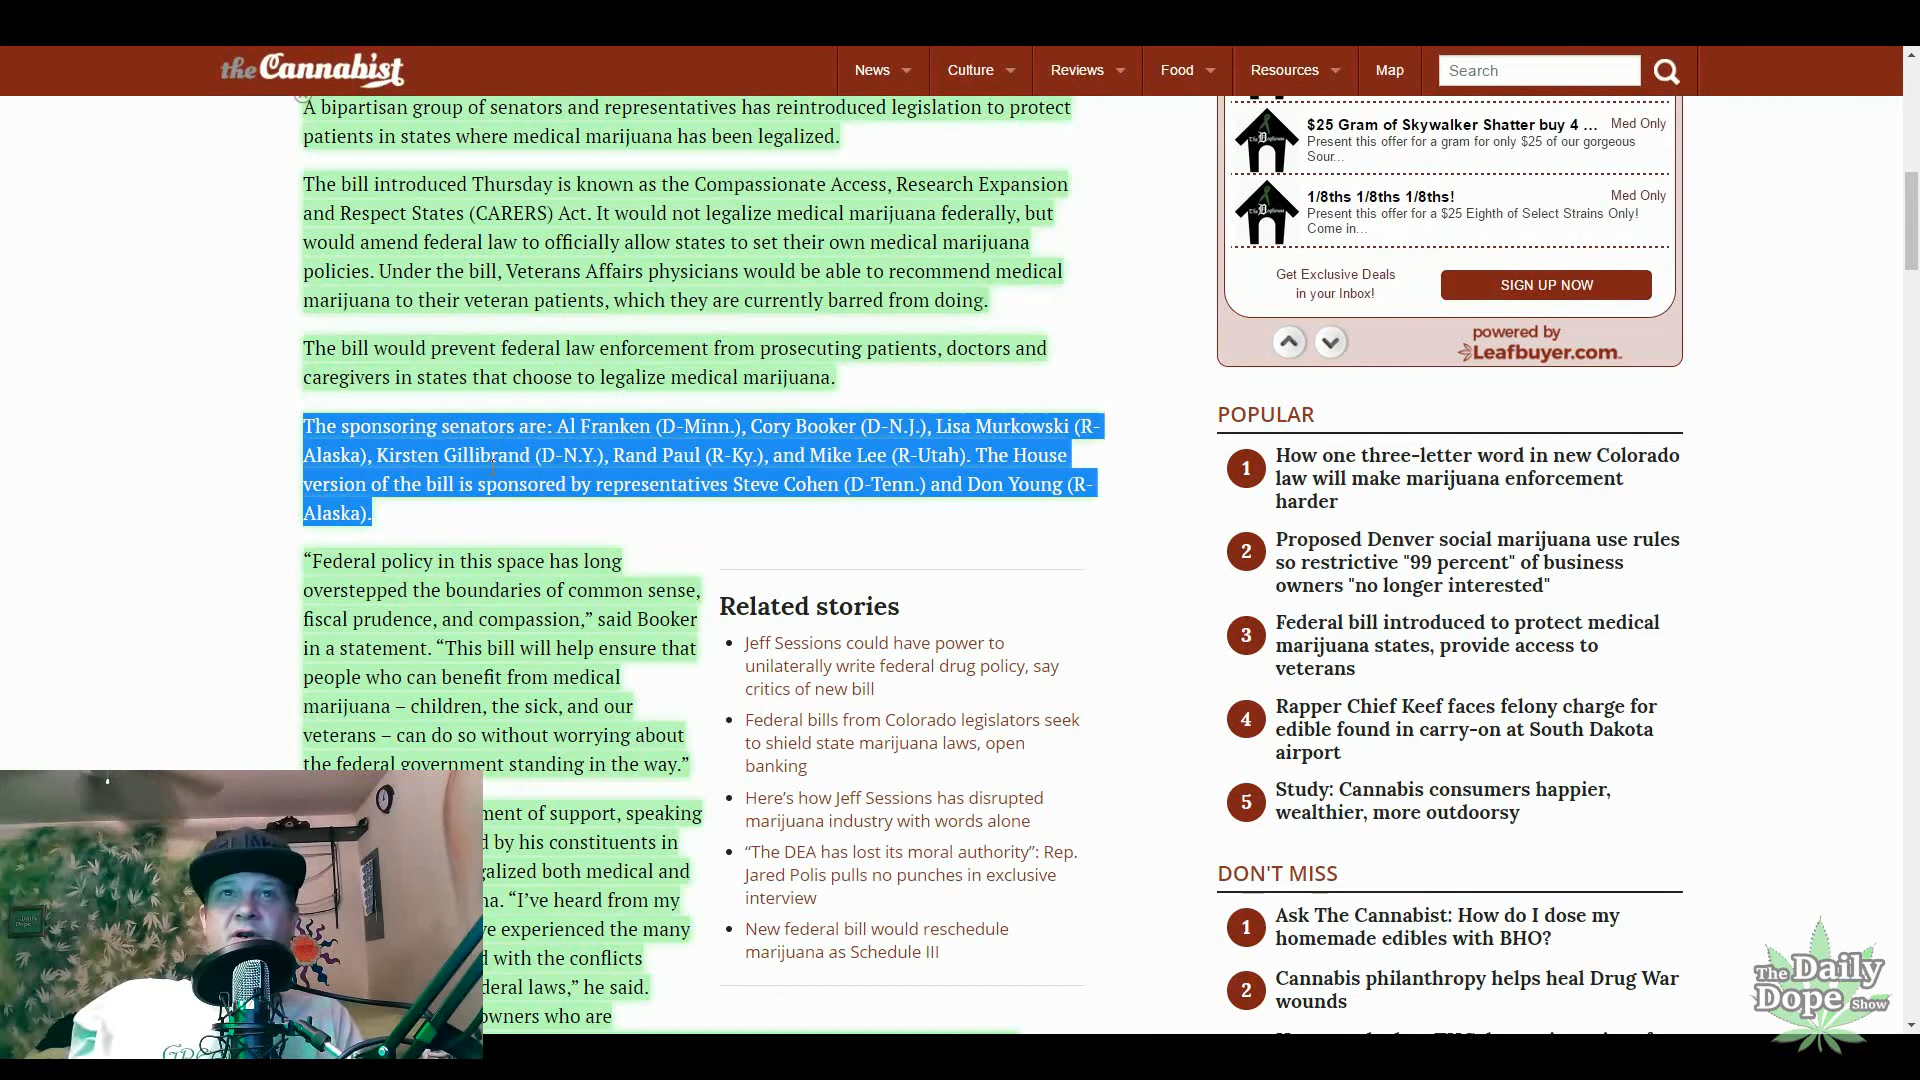 the Cannabist
News
Culture
Reviews
Food
Resources
Map
Search
A bipartisan group of senators and representatives has reintroduced legislation to protect
patients in states where medical marijuana has been legalized.
The bill introduced Thursday is known as the Compassionate Access, Research Expansion
and Respect States (CARERS) Act. It would not legalize medical marijuana federally, but
would amend federal law to officially allow states to set their own medical marijuana
policies. Under the bill, Veterans Affairs physicians would be able to recommend medical
marijuana to their veteran patients, which they are currently barred from doing.
The bill would prevent federal law enforcement from prosecuting patients, doctors and
caregivers in states that choose to legalize medical marijuana.
The sponsoring senators are: Al Franken (D-Minn.), Cory Booker (D-N.J.), Lisa Murkowski (R-
Alaska), Kirsten Gillibrand (D-N.Y.), Rand Paul (R-Ky.), and Mike Lee (R-Utah). The House
version of the bill is sponsored by representatives Steve Cohen (D-Tenn.) and Don Young (R-
Alaska).
“Federal policy in this space has long
overstepped the boundaries of common sense,
fiscal prudence, and compassion,” said Booker
in a statement. “This bill will help ensure that
people who can benefit from medical
marijuana – children, the sick, and our
veterans – can do so without worrying about
the federal government standing in the way.”
ment of support, speaking
d by his constituents in
galized both medical and
na. “I’ve heard from my
ve experienced the many
d with the conflicts
deral laws,” he said.
owners who are
Related stories
Jeff Sessions could have power to
unilaterally write federal drug policy, say
critics of new bill
Federal bills from Colorado legislators seek
to shield state marijuana laws, open
banking
Here’s how Jeff Sessions has disrupted
marijuana industry with words alone
“The DEA has lost its moral authority”: Rep.
Jared Polis pulls no punches in exclusive
interview
New federal bill would reschedule
marijuana as Schedule III
$25 Gram of Skywalker Shatter buy 4 ... Med Only
Present this offer for a gram for only $25 of our gorgeous
Sour...
1/8ths 1/8ths 1/8ths! Med Only
Present this offer for a $25 Eighth of Select Strains Only!
Come in...
Get Exclusive Deals
in your Inbox!
SIGN UP NOW
powered by
Leafbuyer.com
POPULAR
1 How one three-letter word in new Colorado
law will make marijuana enforcement
harder
2 Proposed Denver social marijuana use rules
so restrictive "99 percent" of business
owners "no longer interested"
3 Federal bill introduced to protect medical
marijuana states, provide access to
veterans
4 Rapper Chief Keef faces felony charge for
edible found in carry-on at South Dakota
airport
5 Study: Cannabis consumers happier,
wealthier, more outdoorsy
DON'T MISS
1 Ask The Cannabist: How do I dose my
homemade edibles with BHO?
2 Cannabis philanthropy helps heal Drug War
wounds
The Daily
Dope Show